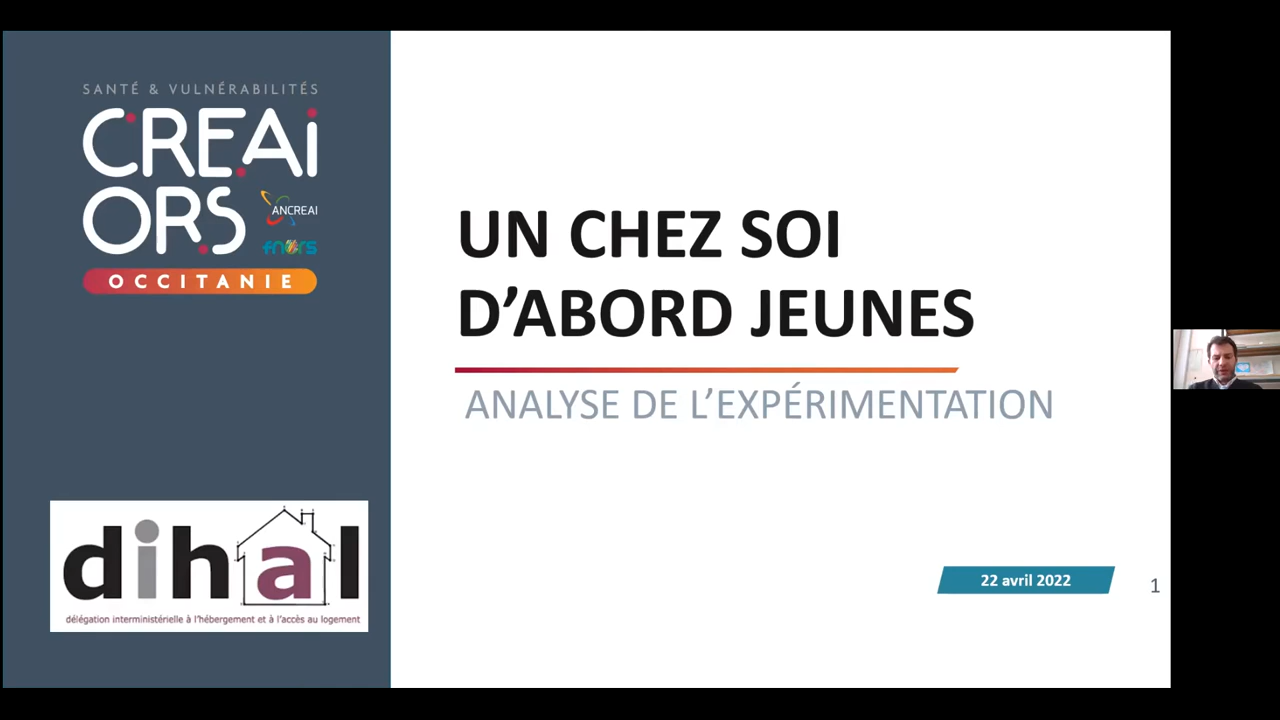 SANTÉ & VULNÉRABILITÉS
CREAI
ORS
ANCREAI
fnors
OCCITANIE
UN CHEZ SOI
D’ABORD JEUNES
ANALYSE DE L’EXPÉRIMENTATION
dihal
délégation interministérielle à l'hébergement et à l'accès au logement
22 avril 2022
1